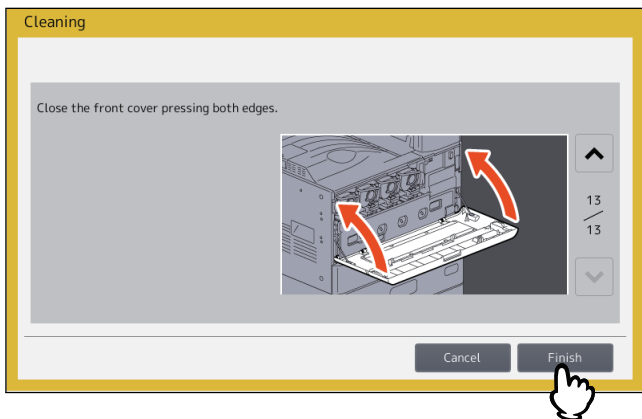 Cleaning
Close the front cover pressing both edges.
13
13
Cancel
Finish